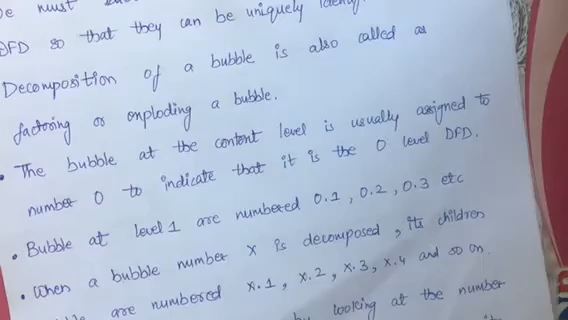 must
DFD so that they can be uniquely
Decomposition of a bubble is also called as
factoring or exploding a bubble.
• The bubble at the context level is usually assigned to
number 0 to indicate that it is the 0 level DFD.
• Bubble at level 1 are numbered 0.1, 0.2, 0.3 etc
• When a bubble number x is decomposed, its children
are numbered x.1, x.2, x.3, x.4 and so on.
by looking at the number